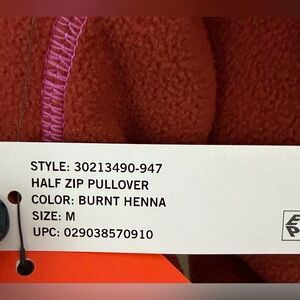 STYLE: 30213490-947
HALF ZIP PULLOVER
COLOR: BURNT HENNA
SIZE: M
UPC: 029038570910